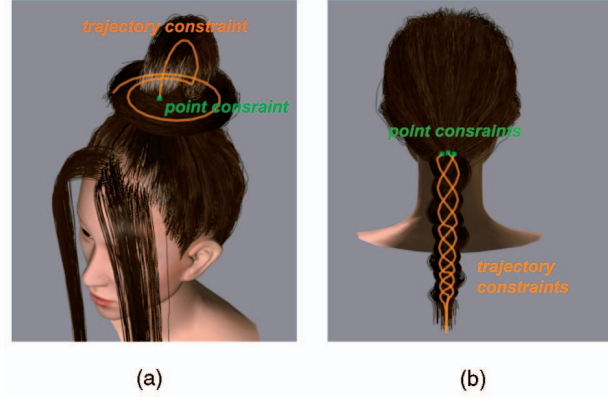 trajectory constraint
point consraint
point consraints
trajectory
constraints
(a)
(b)